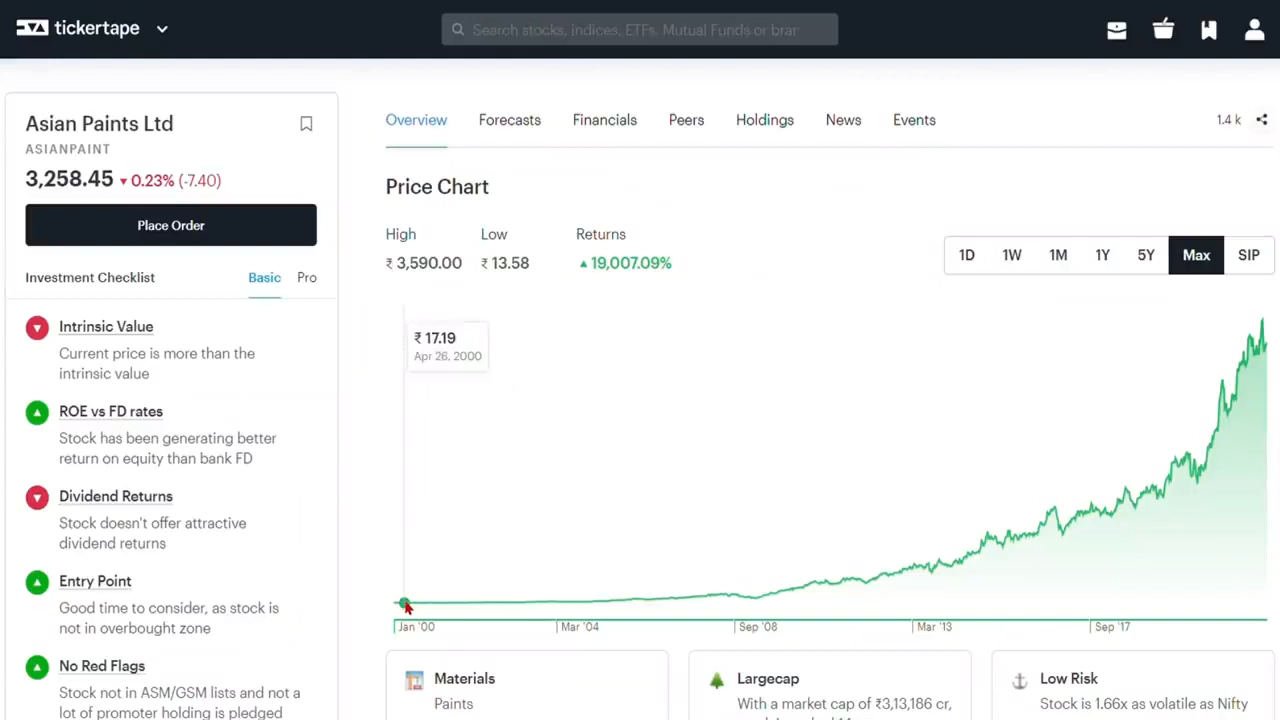 tickertape
Search stocks, indices, ETFs, Mutual Funds or brar
Asian Paints Ltd
ASIANPAINT
3,258.45 ▼ 0.23% (-7.40)
Place Order
Investment Checklist Basic Pro
Intrinsic Value
Current price is more than the
intrinsic value
ROE vs FD rates
Stock has been generating better
return on equity than bank FD
Dividend Returns
Stock doesn't offer attractive
dividend returns
Entry Point
Good time to consider, as stock is
not in overbought zone
No Red Flags
Stock not in ASM/GSM lists and not a
lot of promoter holding is pledged
Overview Forecasts Financials Peers Holdings News Events 1.4 k
Price Chart
High Low Returns
₹ 3,590.00 ₹ 13.58 ▲ 19,007.09%
1D 1W 1M 1Y 5Y Max SIP
₹ 17.19
Apr 26, 2000
Jan '00 Mar '04 Sep '08 Mar '13 Sep '17
Materials
Paints
Largecap
With a market cap of ₹3,13,186 cr,
Low Risk
Stock is 1.66x as volatile as Nifty